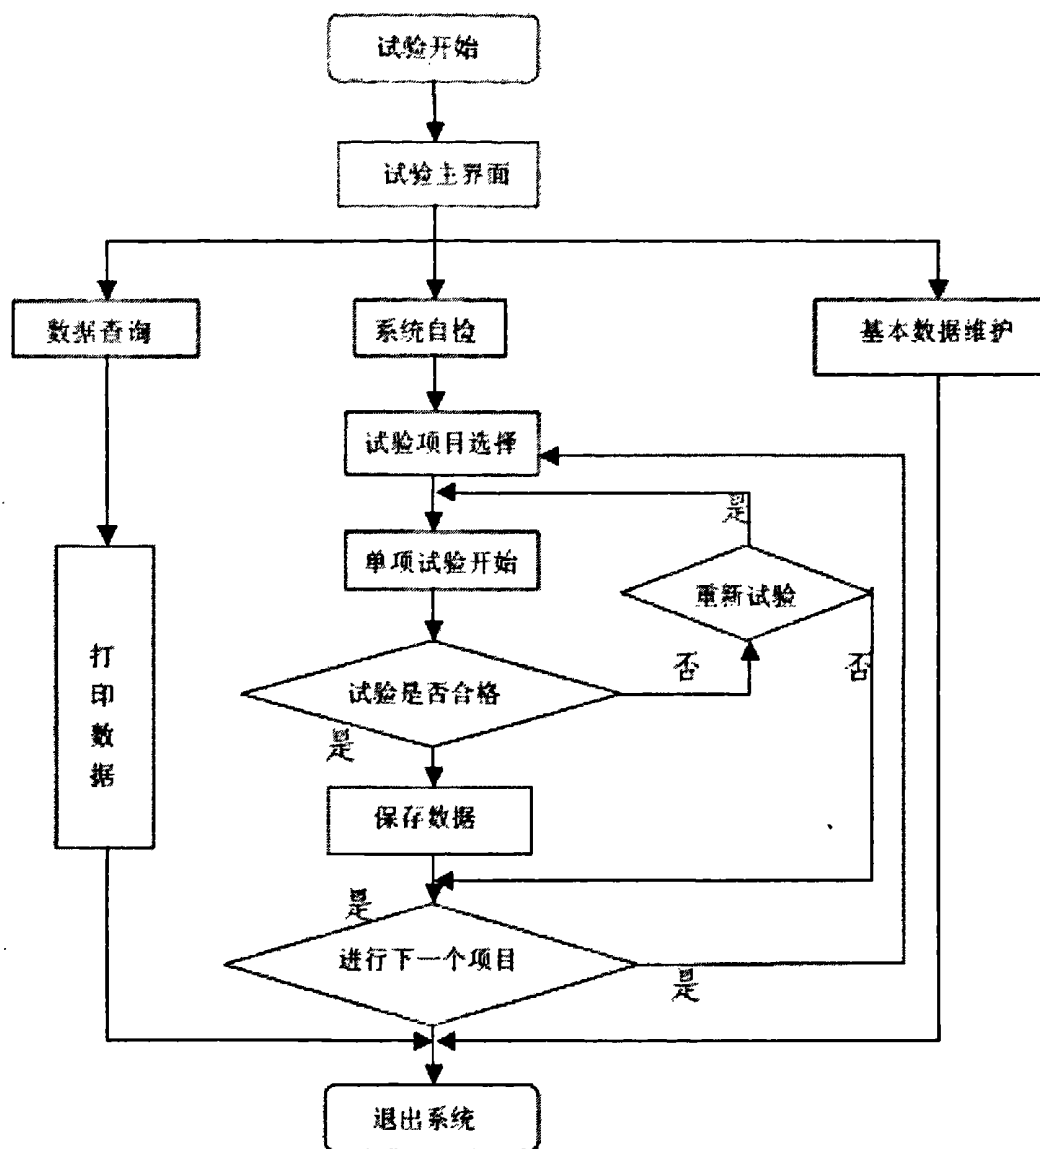 试验开始
试验主界面
数据查询
系统自检
基本数据维护
试验项目选择
是
单项试验开始
重新试验
打
印
数
据
试验是否合格
否
否
是
保存数据
是
进行下一个项目
是
退出系统